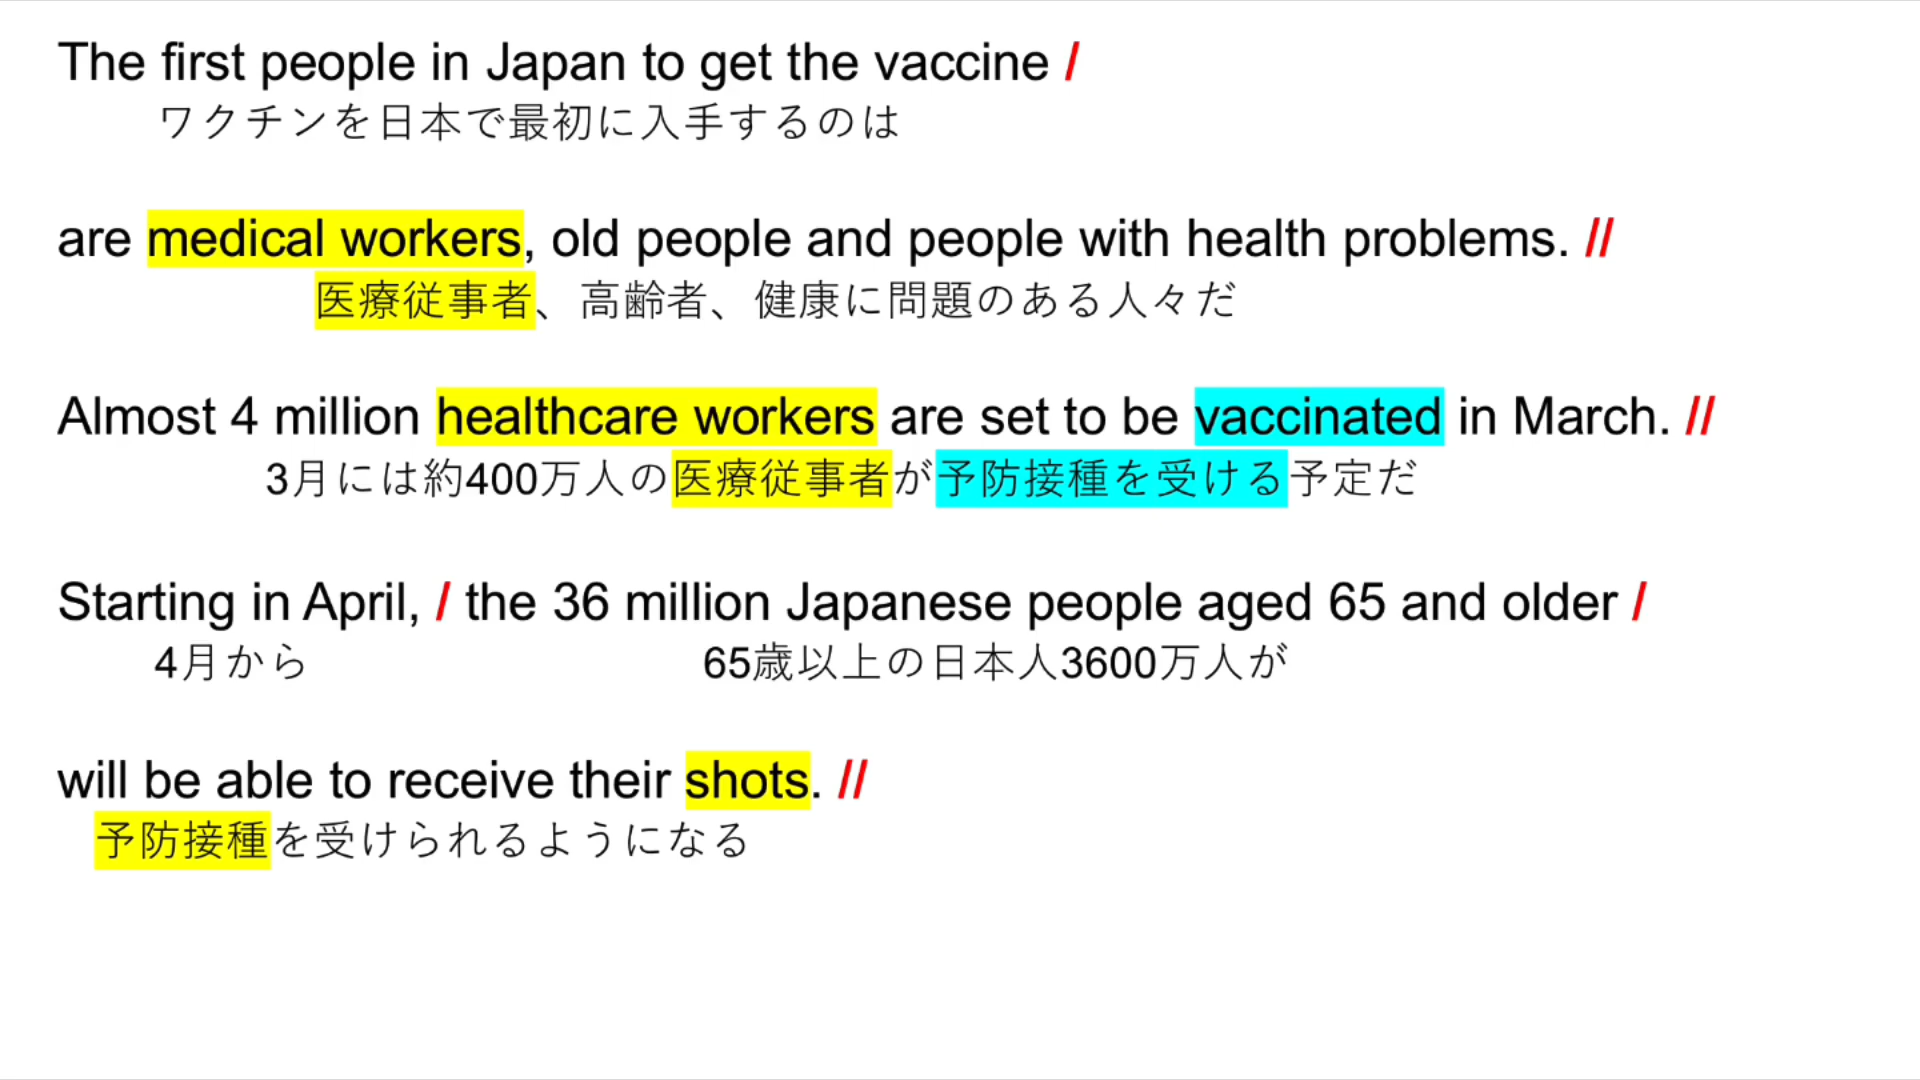 The first people in Japan to get the vaccine /
ワクチンを日本で最初に入手するのは
are medical workers, old people and people with health problems. //
医療従事者、高齢者、健康に問題のある人々だ
Almost 4 million healthcare workers are set to be vaccinated in March. //
3月には約400万人の医療従事者が予防接種を受ける予定だ
Starting in April, / the 36 million Japanese people aged 65 and older /
4月から 65歳以上の日本人3600万人が
will be able to receive their shots. //
予防接種を受けられるようになる